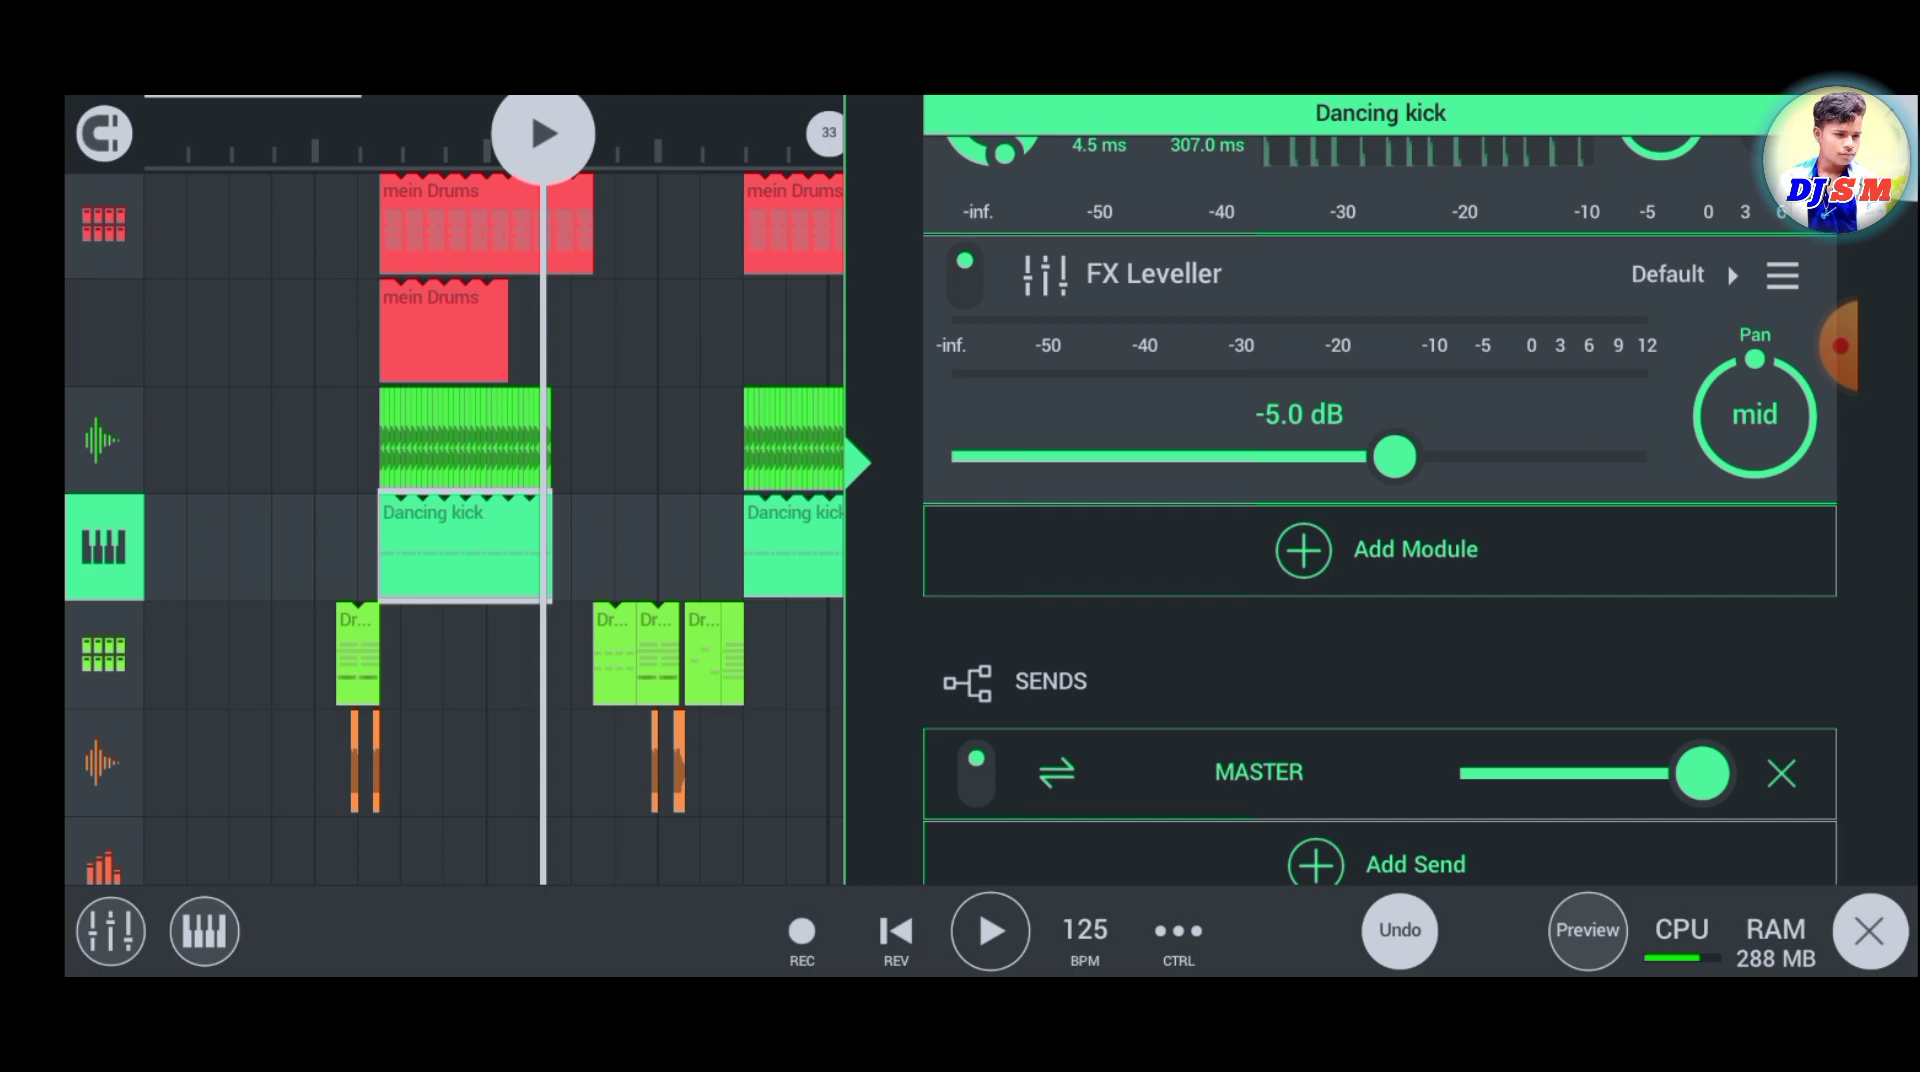 33
mein Drums
mein Drums
mein Drums
Dancing kick
Dancing kick
Dr...
Dr...
Dr...
Dr...
Dancing kick
4.5 ms
307.0 ms
-inf. -50 -40 -30 -20 -10 -5 0 3 6
DJ S M
FX Leveller
Default
-inf. -50 -40 -30 -20 -10 -5 0 3 6 9 12
Pan
-5.0 dB
mid
Add Module
SENDS
MASTER
Add Send
REC
REV
125
BPM
CTRL
Undo
Preview
CPU
RAM
288 MB